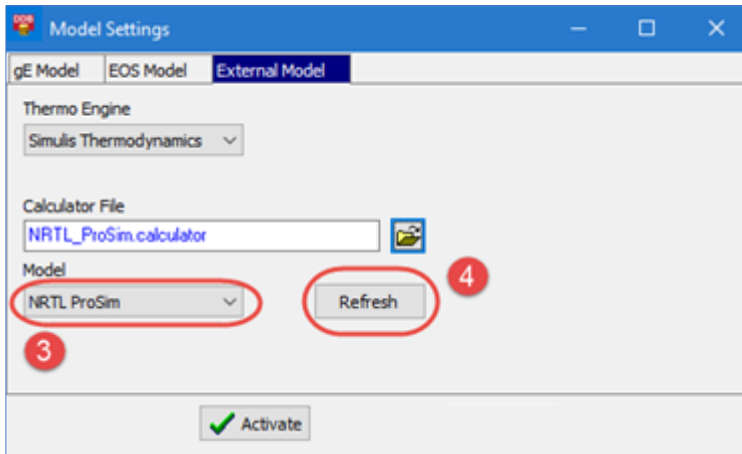 Model Settings
gE Model EOS Model External Model
Thermo Engine
Simulis Thermodynamics
Calculator File
NRTL_ProSim.calculator
Model
4
NRTL ProSim Refresh
3
Activate